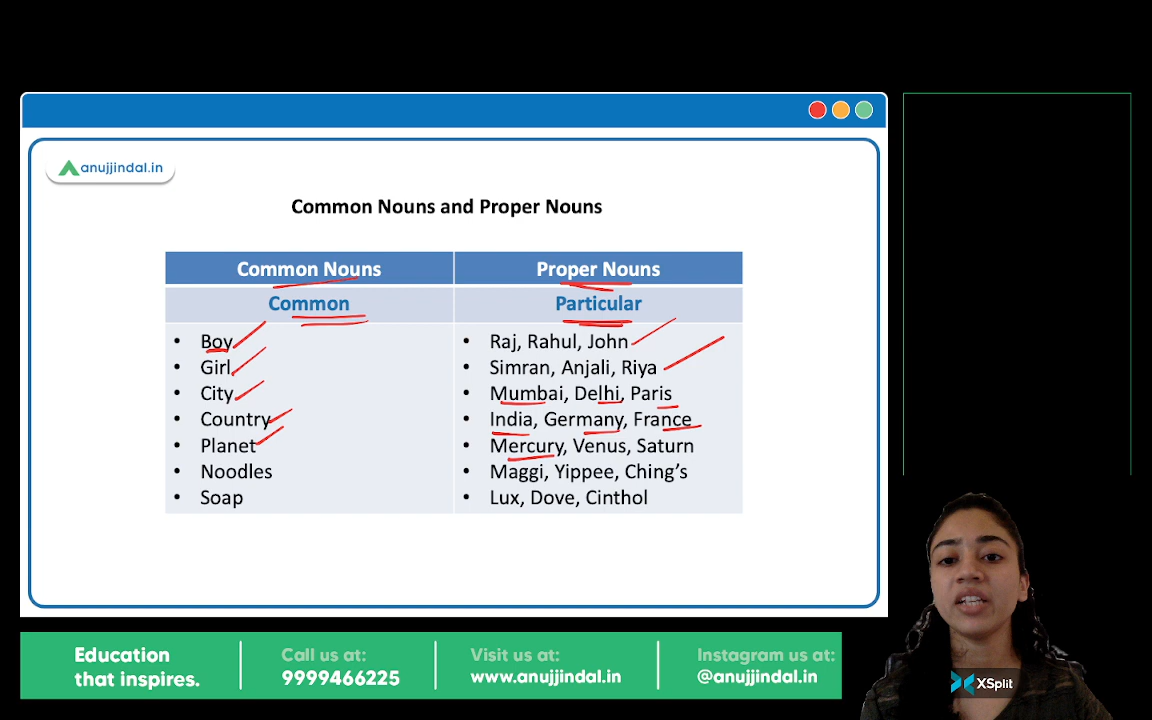 anujjindal.in
Common Nouns and Proper Nouns
Common Nouns Proper Nouns
Common Particular
• Boy • Raj, Rahul, John
• Girl • Simran, Anjali, Riya
• City • Mumbai, Delhi, Paris
• Country • India, Germany, France
• Planet • Mercury, Venus, Saturn
• Noodles • Maggi, Yippee, Ching's
• Soap • Lux, Dove, Cinthol
Education
that inspires.
Call us at:
9999466225
Visit us at:
www.anujjindal.in
Instagram us at:
@anujjindal.in
XSplit